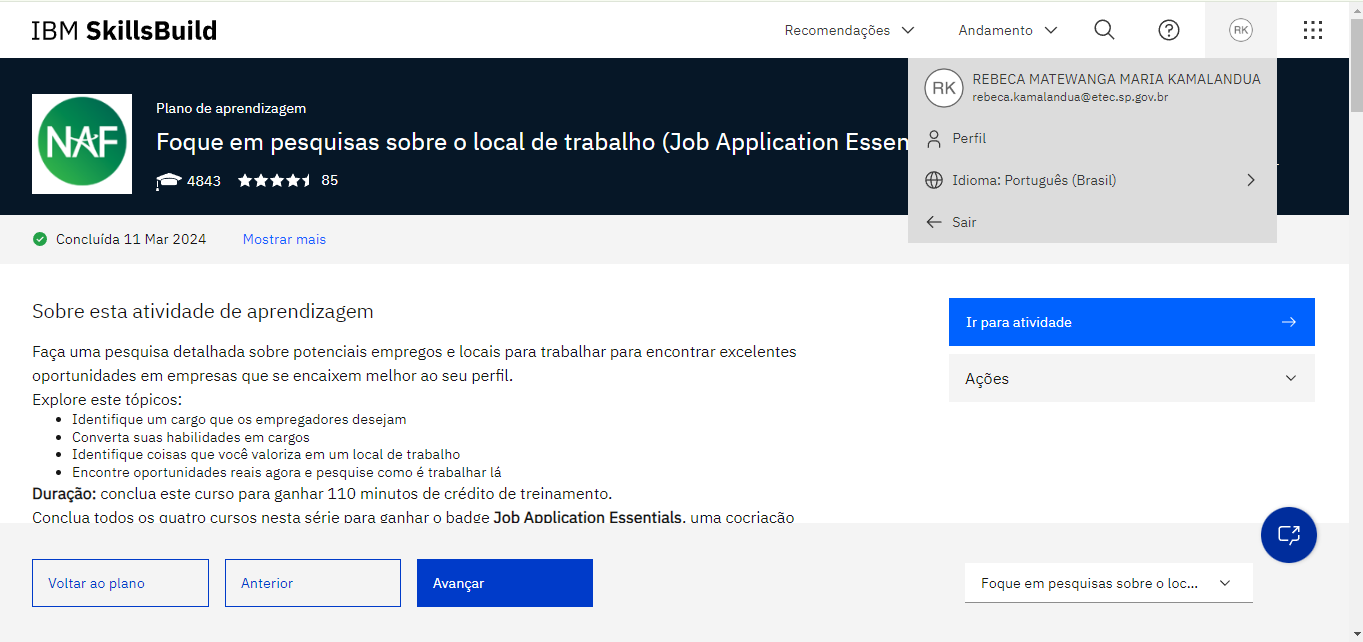 IBM SkillsBuild
Recomendações
Andamento
RK
RK
REBECA MATEWANGA MARIA KAMALANDUA
rebeca.kamalandua@etec.sp.gov.br
Perfil
Idioma: Português (Brasil)
Sair
NAF
Plano de aprendizagem
Foque em pesquisas sobre o local de trabalho (Job Application Essen
4843
85
Concluída 11 Mar 2024
Mostrar mais
Sobre esta atividade de aprendizagem
Faça uma pesquisa detalhada sobre potenciais empregos e locais para trabalhar para encontrar excelentes
oportunidades em empresas que se encaixem melhor ao seu perfil.
Explore este tópicos:
Identifique um cargo que os empregadores desejam
Converta suas habilidades em cargos
Identifique coisas que você valoriza em um local de trabalho
Encontre oportunidades reais agora e pesquise como é trabalhar lá
Duração: conclua este curso para ganhar 110 minutos de crédito de treinamento.
Conclua todos os quatro cursos nesta série para ganhar o badge Job Application Essentials, uma cocriação
Ir para atividade
Ações
Voltar ao plano
Anterior
Avançar
Foque em pesquisas sobre o loc...